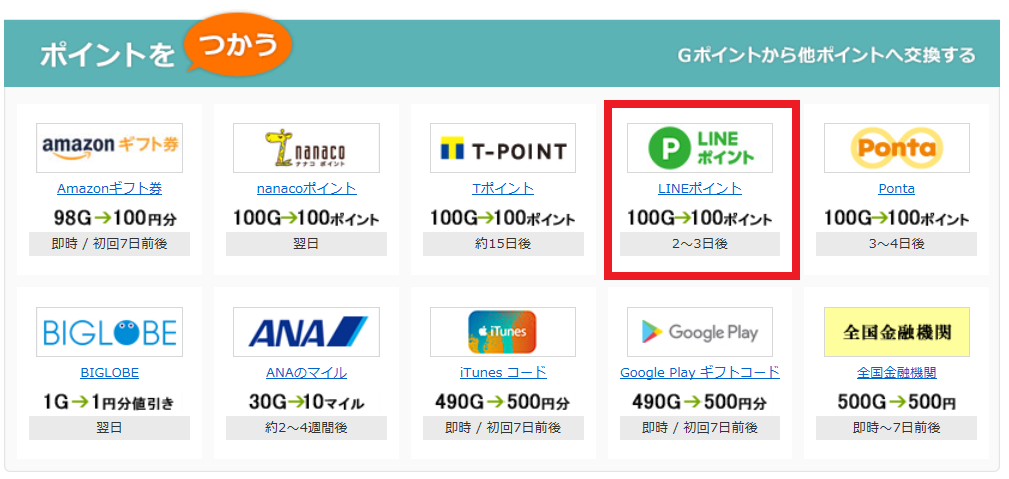 ポイントを つかう
Gポイントから他ポイントへ交換する
amazon ギフト券
Amazonギフト券
98G→100円分
即時 / 初回7日前後
nanaco
ナナコ ポイント
nanacoポイント
100G→100ポイント
翌日
T-POINT
Tポイント
100G→100ポイント
約15日後
P LINE
ポイント
LINEポイント
100G→100ポイント
2~3日後
Ponta
Ponta
100G→100ポイント
3~4日後
BIGLOBE
BIGLOBE
1G→1円分値引き
翌日
ANA
ANAのマイル
30G→10マイル
約2~4週間後
iTunes
iTunes コード
490G→500円分
即時 / 初回7日前後
Google Play
Google Play ギフトコード
490G→500円分
即時 / 初回7日前後
全国金融機関
全国金融機関
500G→500円
即時~7日前後